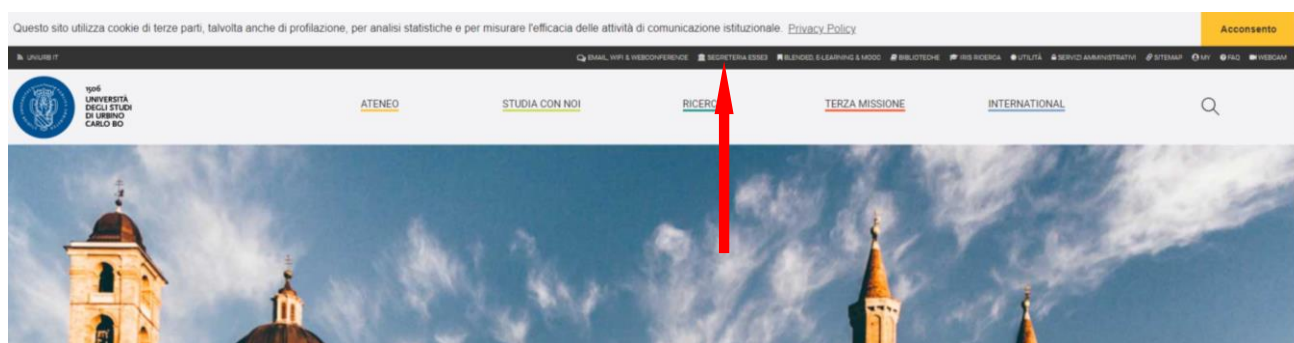 Questo sito utilizza cookie di terze parti, talvolta anche di profilazione, per analisi statistiche e per misurare l'efficacia delle attività di comunicazione istituzionale. Privacy Policy
Acconsento
UNIURB.IT
EMAIL, WIFI & WEBCONFERENCE SEGRETERIA ESSE3 BLENDED, E-LEARNING & MOOC BIBLIOTECHE IRIS RICERCA UTILITÀ SERVIZI AMMINISTRATIVI SITEMAP MY FAQ WEBCAM
1506
UNIVERSITÀ
DEGLI STUDI
DI URBINO
CARLO BO
ATENEO STUDIA CON NOI RICERC TERZA MISSIONE INTERNATIONAL